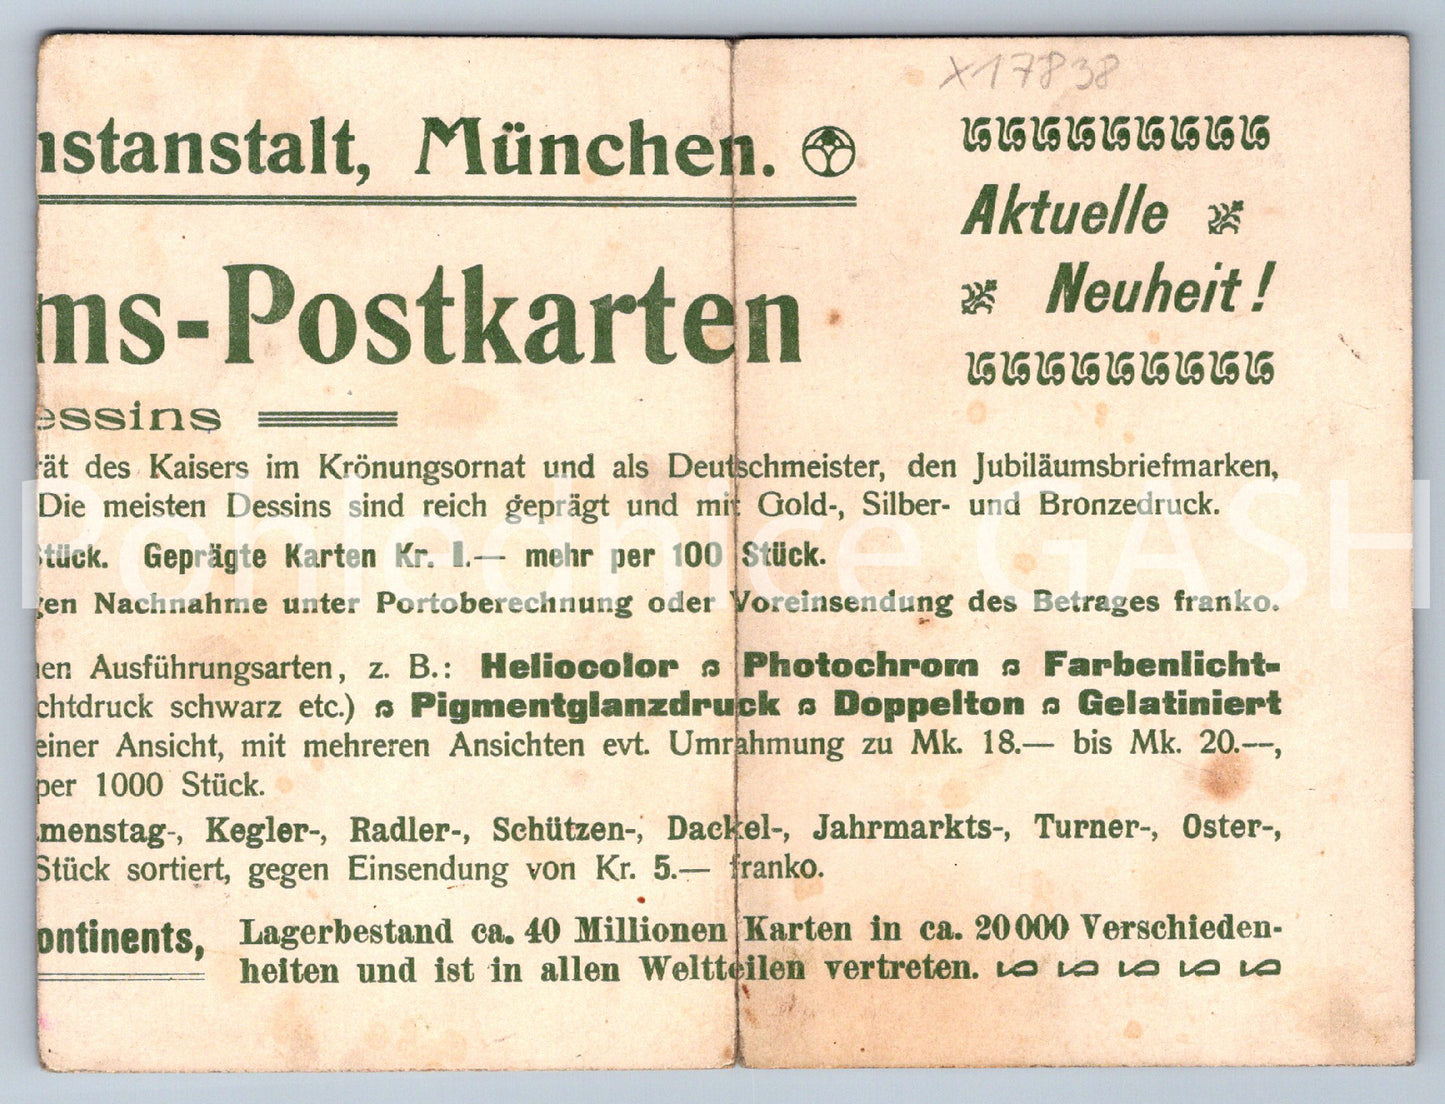 x17838
nstanstalt, München.
Aktuelle
Neuheit!
ms-Postkarten
essins
rät des Kaisers im Krönungsornat und als Deutschmeister, den Jubiläumsbriefmarken,
Die meisten Dessins sind reich geprägt und mit Gold-, Silber- und Bronzedruck.
Stück. Geprägte Karten Kr. 1.— mehr per 100 Stück.
gen Nachnahme unter Portoberechnung oder Voreinsendung des Betrages franko.
nen Ausführungsarten, z. B.: Heliocolor Photochrom Farbenlicht-
chtdruck schwarz etc.) Pigmentglanzdruck Doppelton Gelatiniert
einer Ansicht, mit mehreren Ansichten evt. Umrahmung zu Mk. 18.— bis Mk. 20.—,
per 1000 Stück.
menstag-, Kegler-, Radler-, Schützen-, Dackel-, Jahrmarkts-, Turner-, Oster-,
Stück sortiert, gegen Einsendung von Kr. 5.— franko.
ontinents, Lagerbestand ca. 40 Millionen Karten in ca. 20000 Verschieden-
heiten und ist in allen Weltteilen vertreten.
Pohlednice GASH